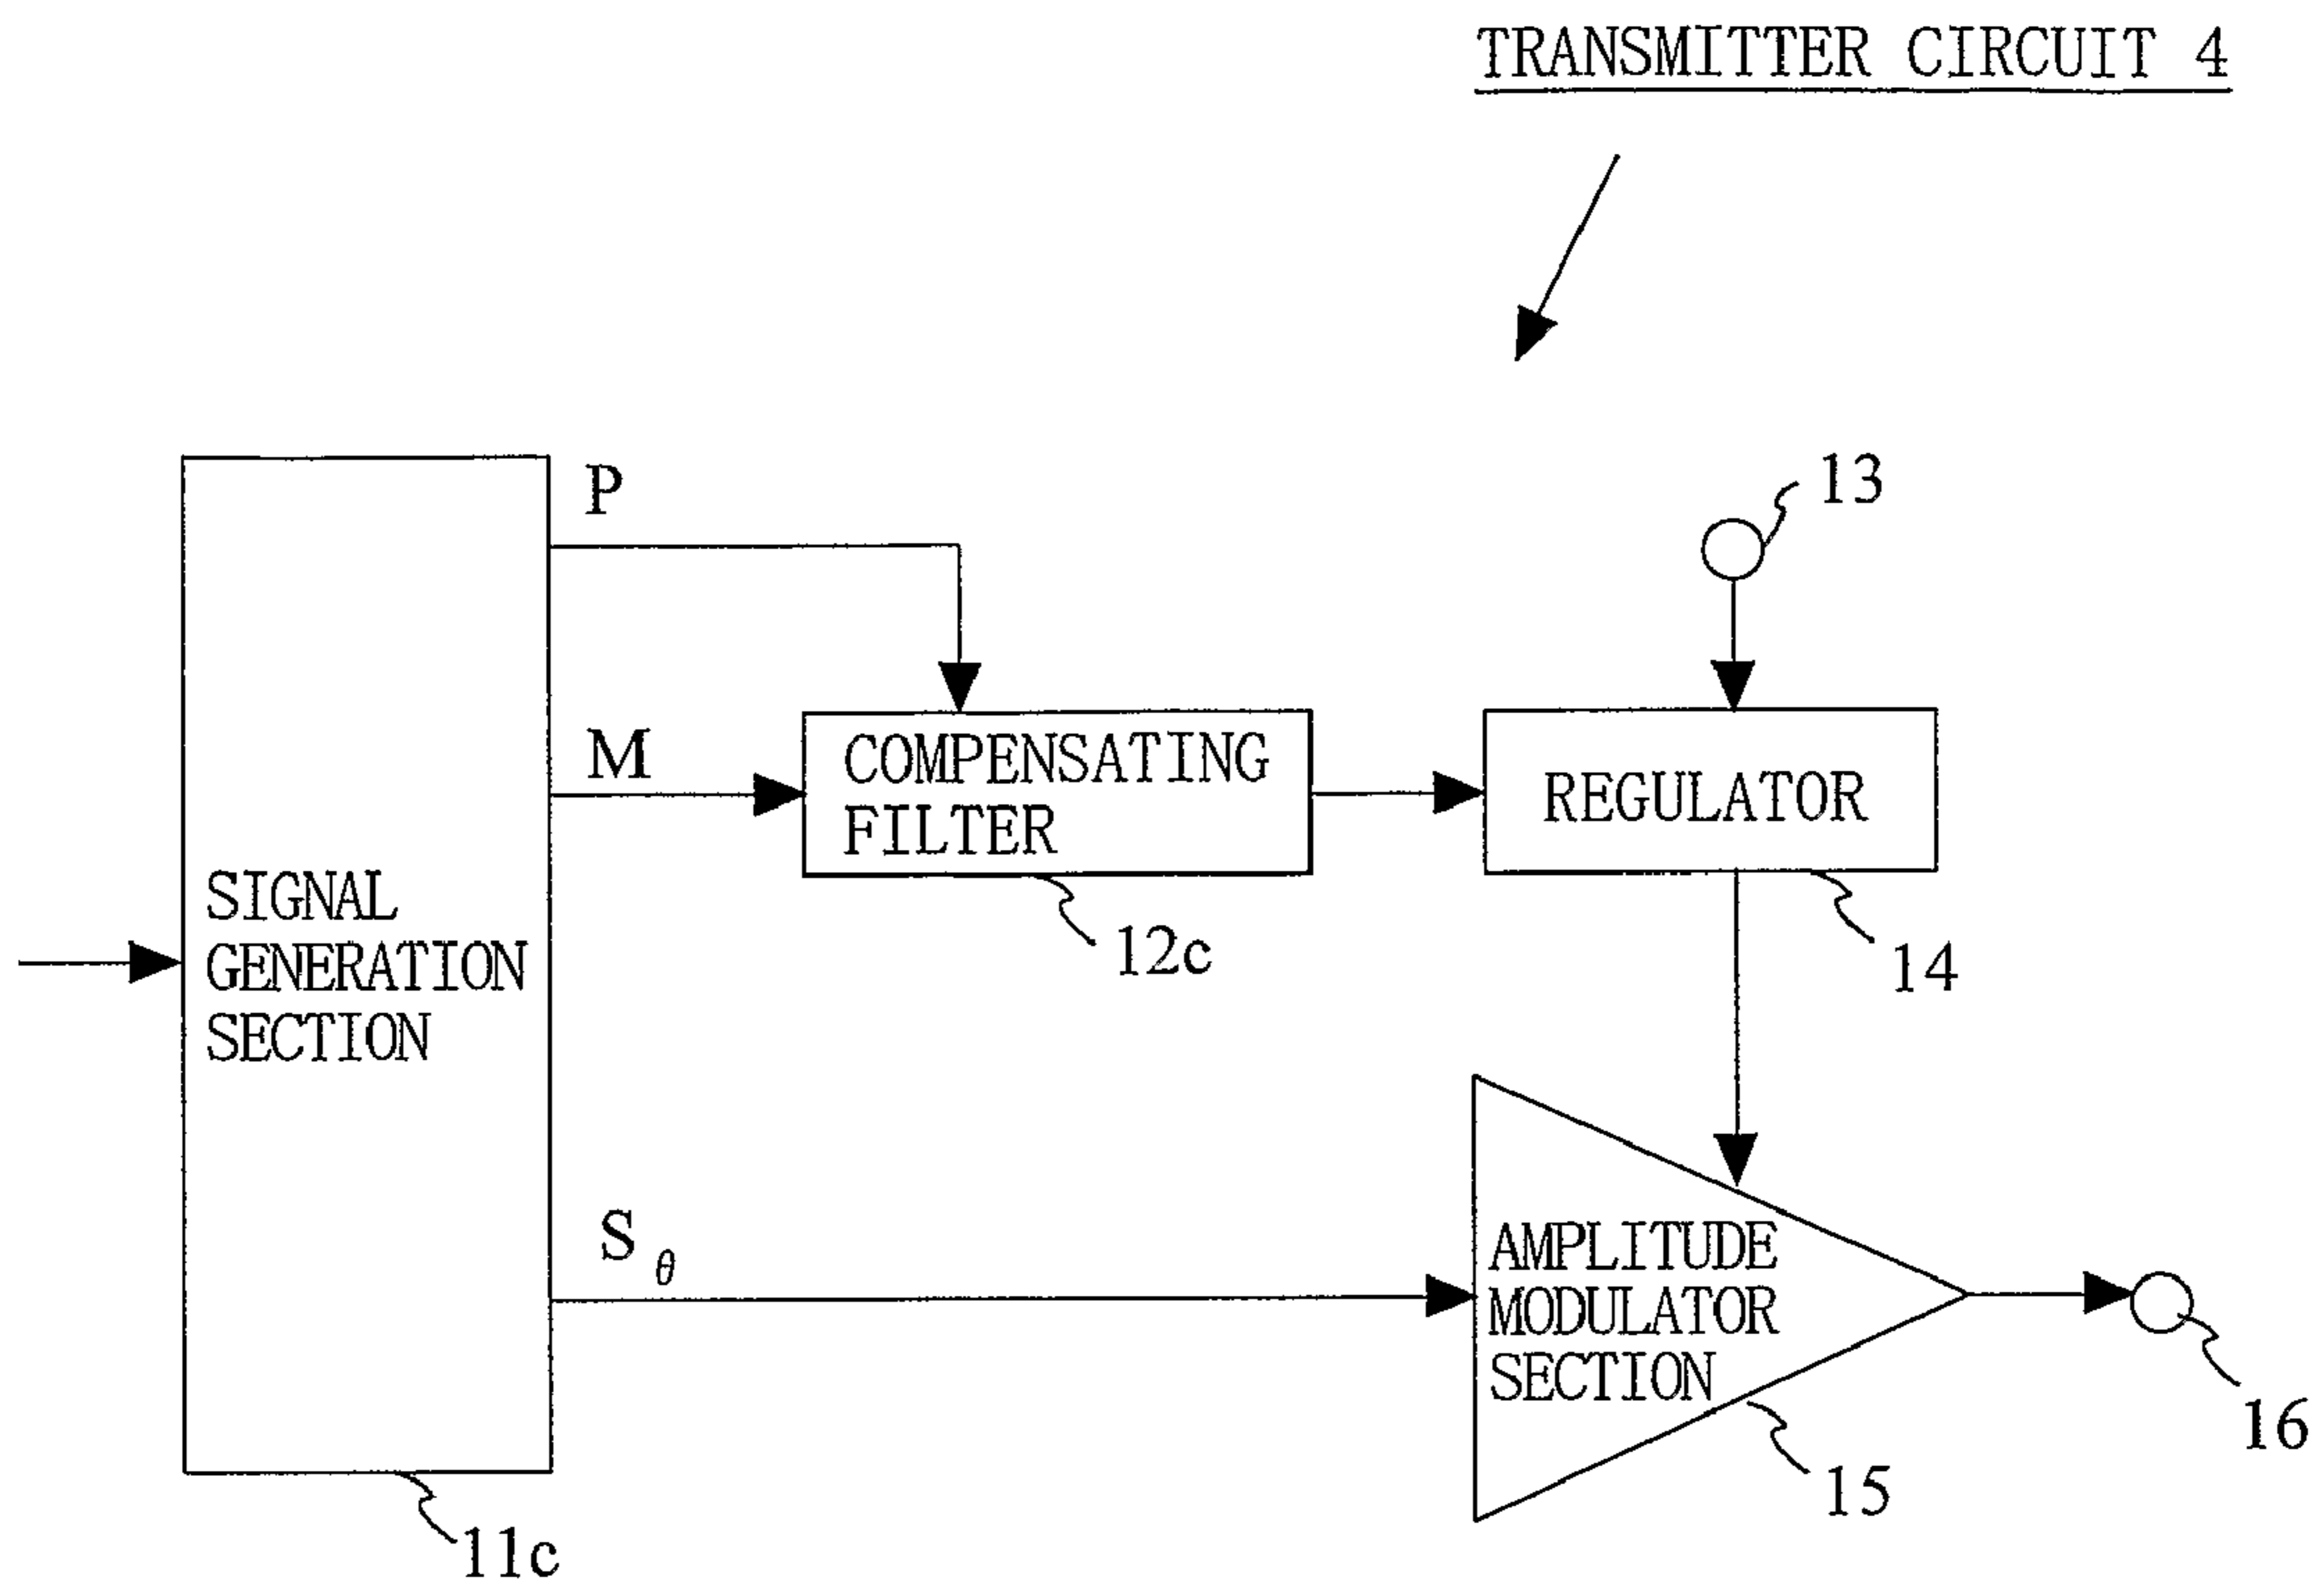 TRANSMITTER CIRCUIT 4
P
13
M
COMPENSATING
FILTER
REGULATOR
SIGNAL
GENERATION
SECTION
12c
14
S θ
AMPLITUDE
MODULATOR
SECTION
16
15
11c